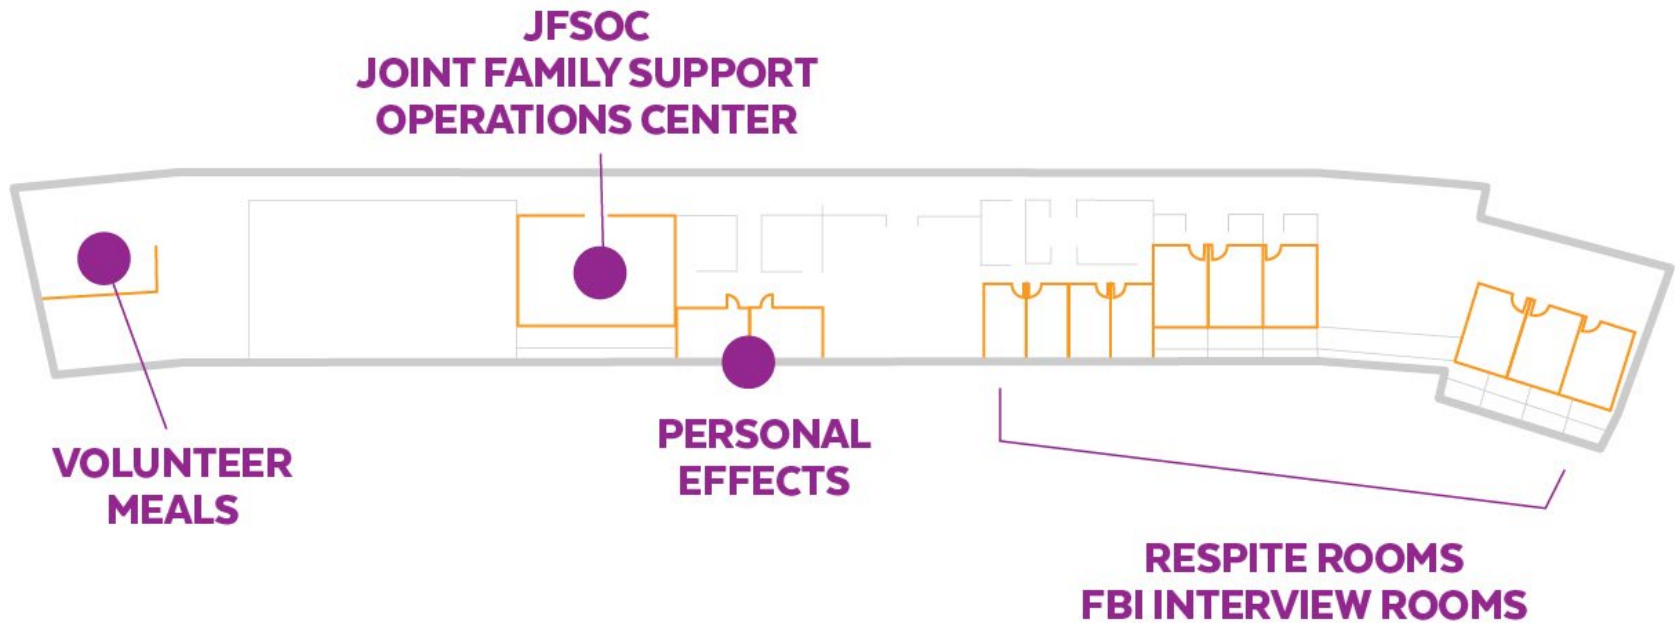 JFSOC
JOINT FAMILY SUPPORT
OPERATIONS CENTER
VOLUNTEER
MEALS
PERSONAL
EFFECTS
RESPITE ROOMS
FBI INTERVIEW ROOMS